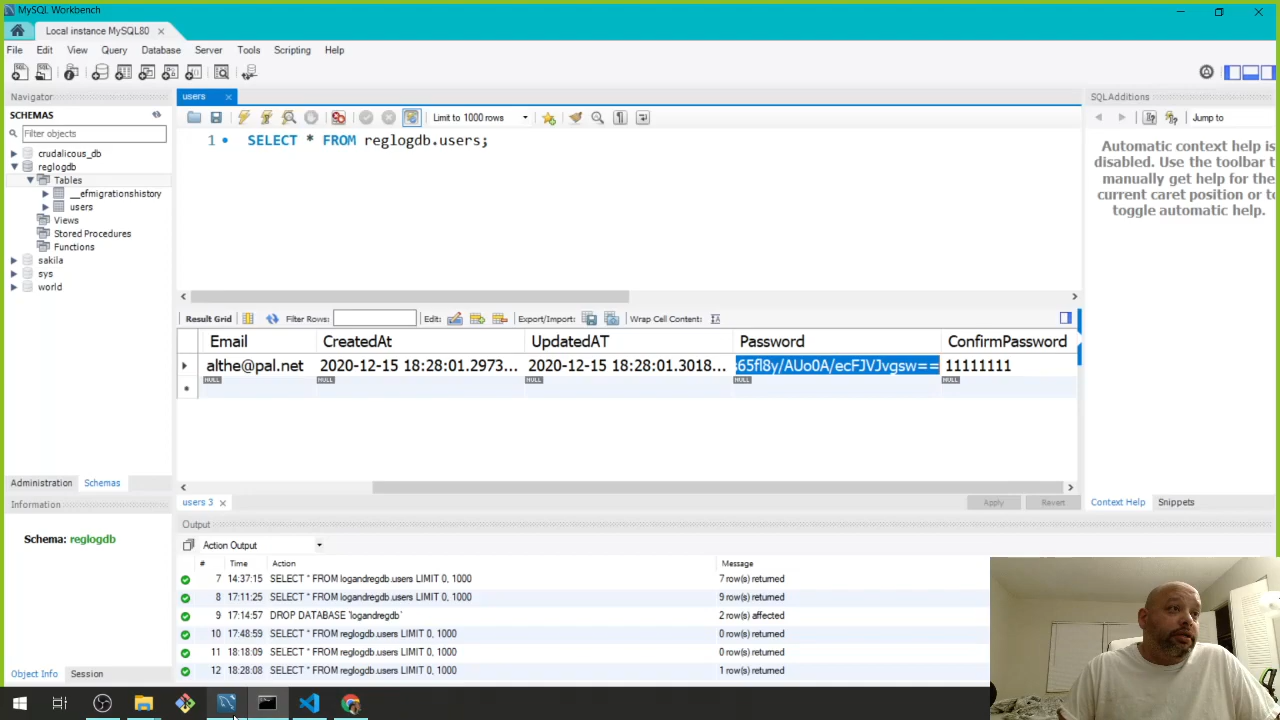 MySQL Workbench
Local instance MySQL80
File Edit View Query Database Server Tools Scripting Help
Navigator
SCHEMAS
Filter objects
crudalicous_db
reglogdb
Tables
__efmigrationshistory
users
Views
Stored Procedures
Functions
sakila
sys
world
Administration Schemas
Information
Schema: reglogdb
Object Info Session
users
Limit to 1000 rows
1 SELECT * FROM reglogdb.users;
Result Grid Filter Rows: Edit: Export/Import: Wrap Cell Content:
Email CreatedAt UpdatedAT Password ConfirmPassword
althe@pal.net 2020-12-15 18:28:01.2973... 2020-12-15 18:28:01.3018... 65fl8y/AUo0A/ecFJVJvgsw== 11111111
NULL NULL NULL NULL NULL
users 3 Apply Revert
Output
Action Output
# Time Action Message
7 14:37:15 SELECT * FROM logandregdb.users LIMIT 0, 1000 7 row(s) returned
8 17:11:25 SELECT * FROM logandregdb.users LIMIT 0, 1000 9 row(s) returned
9 17:14:57 DROP DATABASE `logandregdb` 2 row(s) affected
10 17:48:59 SELECT * FROM reglogdb.users LIMIT 0, 1000 0 row(s) returned
11 18:18:09 SELECT * FROM reglogdb.users LIMIT 0, 1000 0 row(s) returned
12 18:28:08 SELECT * FROM reglogdb.users LIMIT 0, 1000 1 row(s) returned
SQLAdditions
Jump to
Automatic context help is
disabled. Use the toolbar t
manually get help for the
current caret position or to
toggle automatic help.
Context Help Snippets